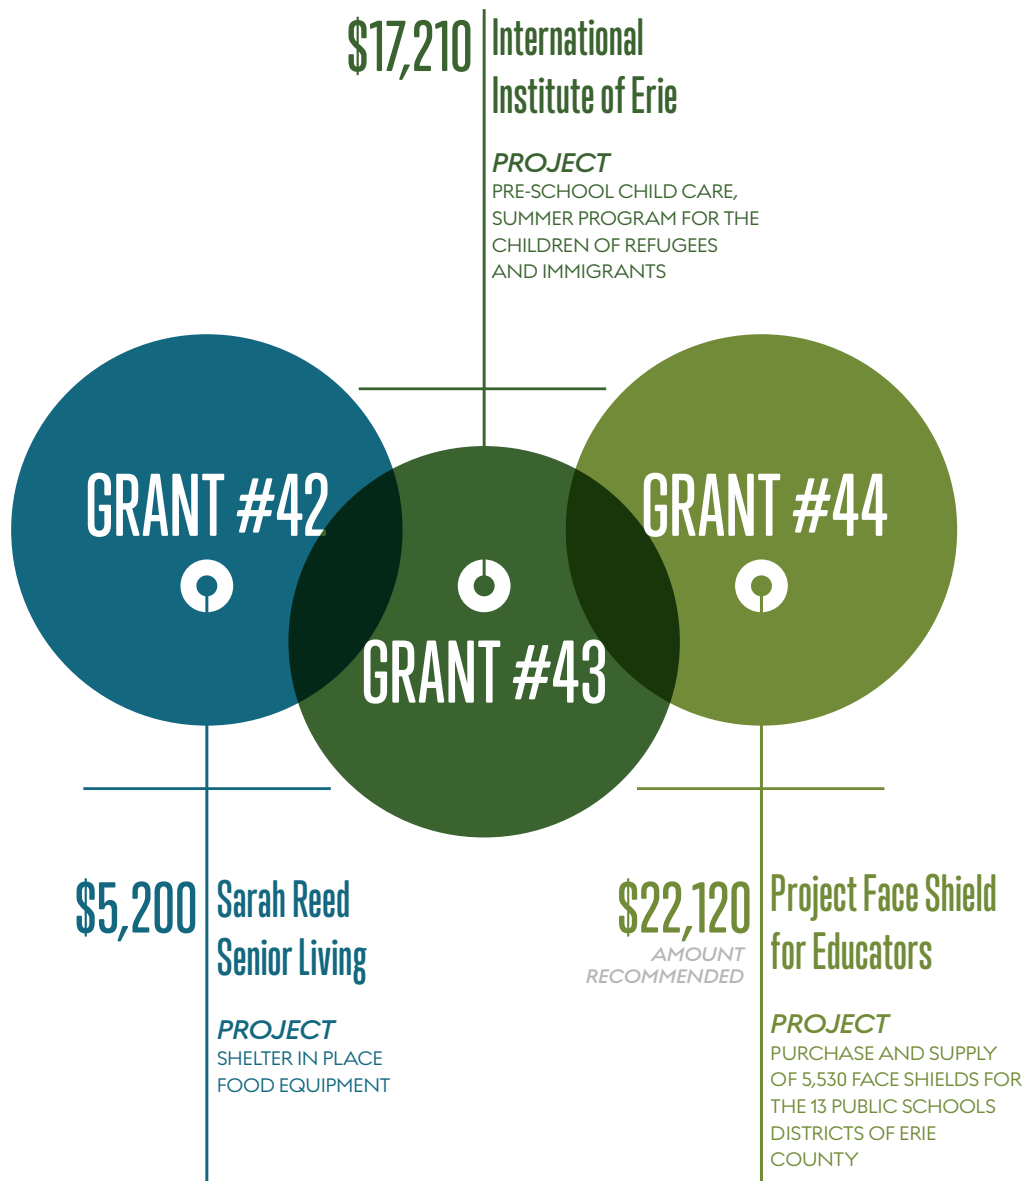 $17,210
International
Institute of Erie
PROJECT
PRE-SCHOOL CHILD CARE,
SUMMER PROGRAM FOR THE
CHILDREN OF REFUGEES
AND IMMIGRANTS
GRANT #42
GRANT #43
GRANT #44
$5,200
Sarah Reed
Senior Living
PROJECT
SHELTER IN PLACE
FOOD EQUIPMENT
$22,120
AMOUNT
RECOMMENDED
Project Face Shield
for Educators
PROJECT
PURCHASE AND SUPPLY
OF 5,530 FACE SHIELDS FOR
THE 13 PUBLIC SCHOOLS
DISTRICTS OF ERIE
COUNTY